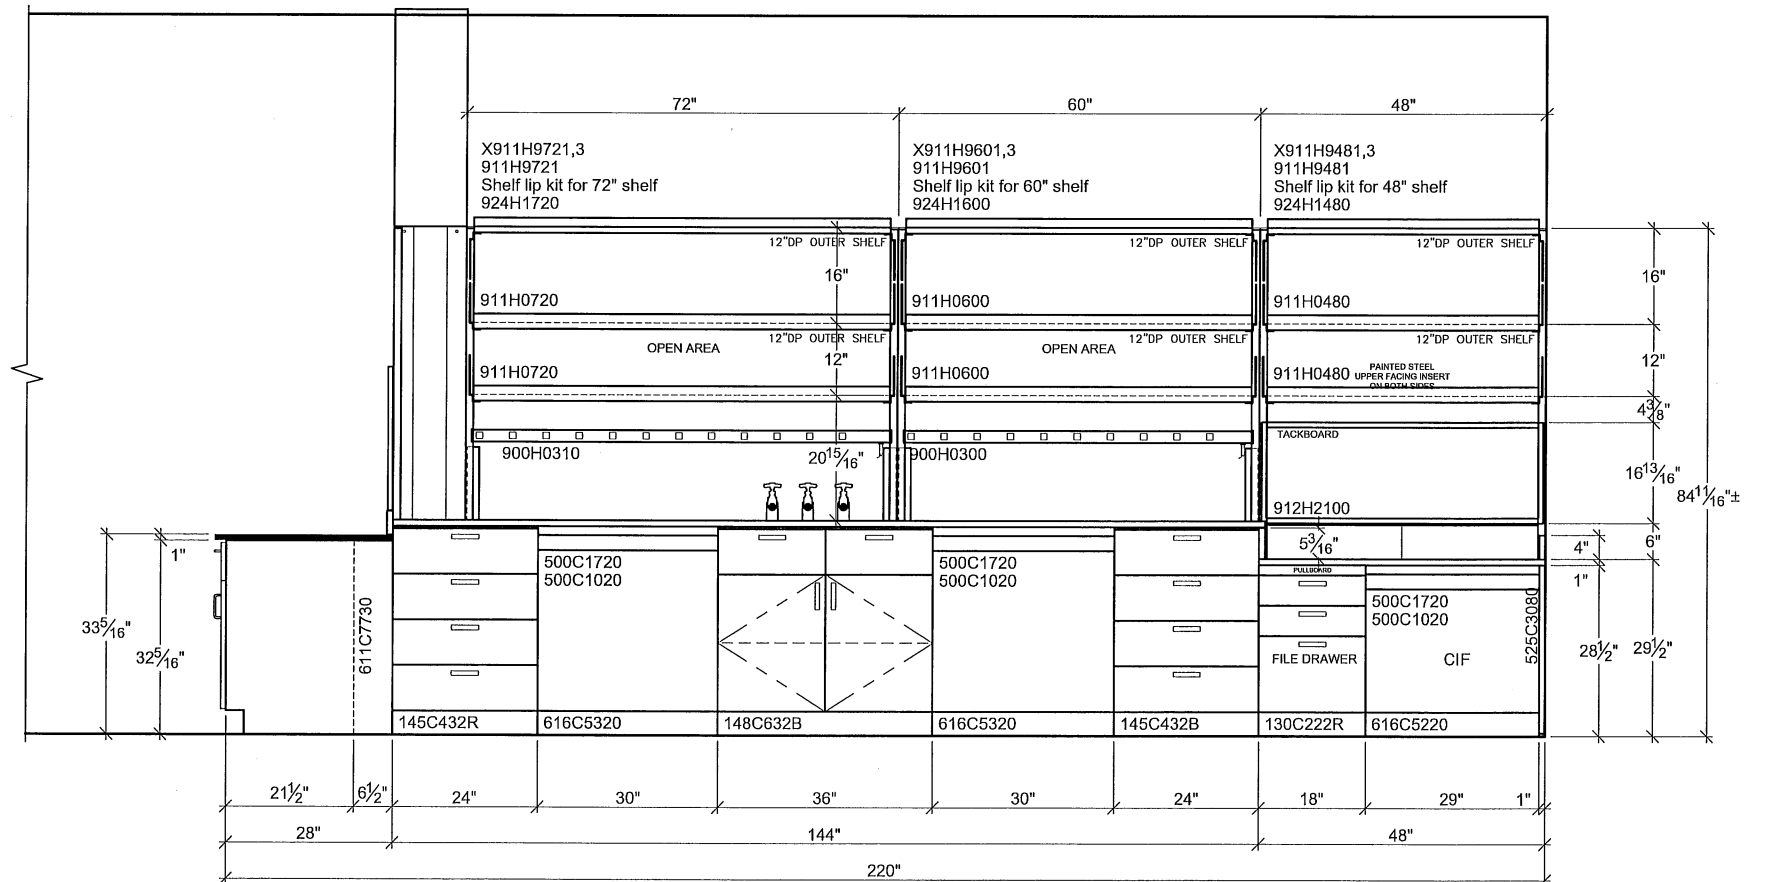 72"
60"
48"
X911H9721,3
911H9721
Shelf lip kit for 72" shelf
924H1720
X911H9601,3
911H9601
Shelf lip kit for 60" shelf
924H1600
X911H9481,3
911H9481
Shelf lip kit for 48" shelf
924H1480
12"DP OUTER SHELF
12"DP OUTER SHELF
12"DP OUTER SHELF
16"
16"
911H0720
911H0600
911H0480
12"DP OUTER SHELF
12"DP OUTER SHELF
12"DP OUTER SHELF
OPEN AREA
OPEN AREA
12"
12"
911H0720
911H0600
911H0480
PAINTED STEEL
UPPER FACING INSERT
ON BOTH SIDES
4 3/8"
TACKBOARD
900H0310
20 15/16"
900H0300
16 13/16"
84 11/16"±
912H2100
5 3/16"
4"
6"
1"
1"
500C1720
500C1020
500C1720
500C1020
PULLBOARD
500C1720
500C1020
525C3080
611C7730
33 5/16"
32 5/16"
28 1/2"
29 1/2"
FILE DRAWER
CIF
145C432R
616C5320
148C632B
616C5320
145C432B
130C222R
616C5220
21 1/2"
6 1/2"
24"
30"
36"
30"
24"
18"
29"
1"
28"
144"
48"
220"